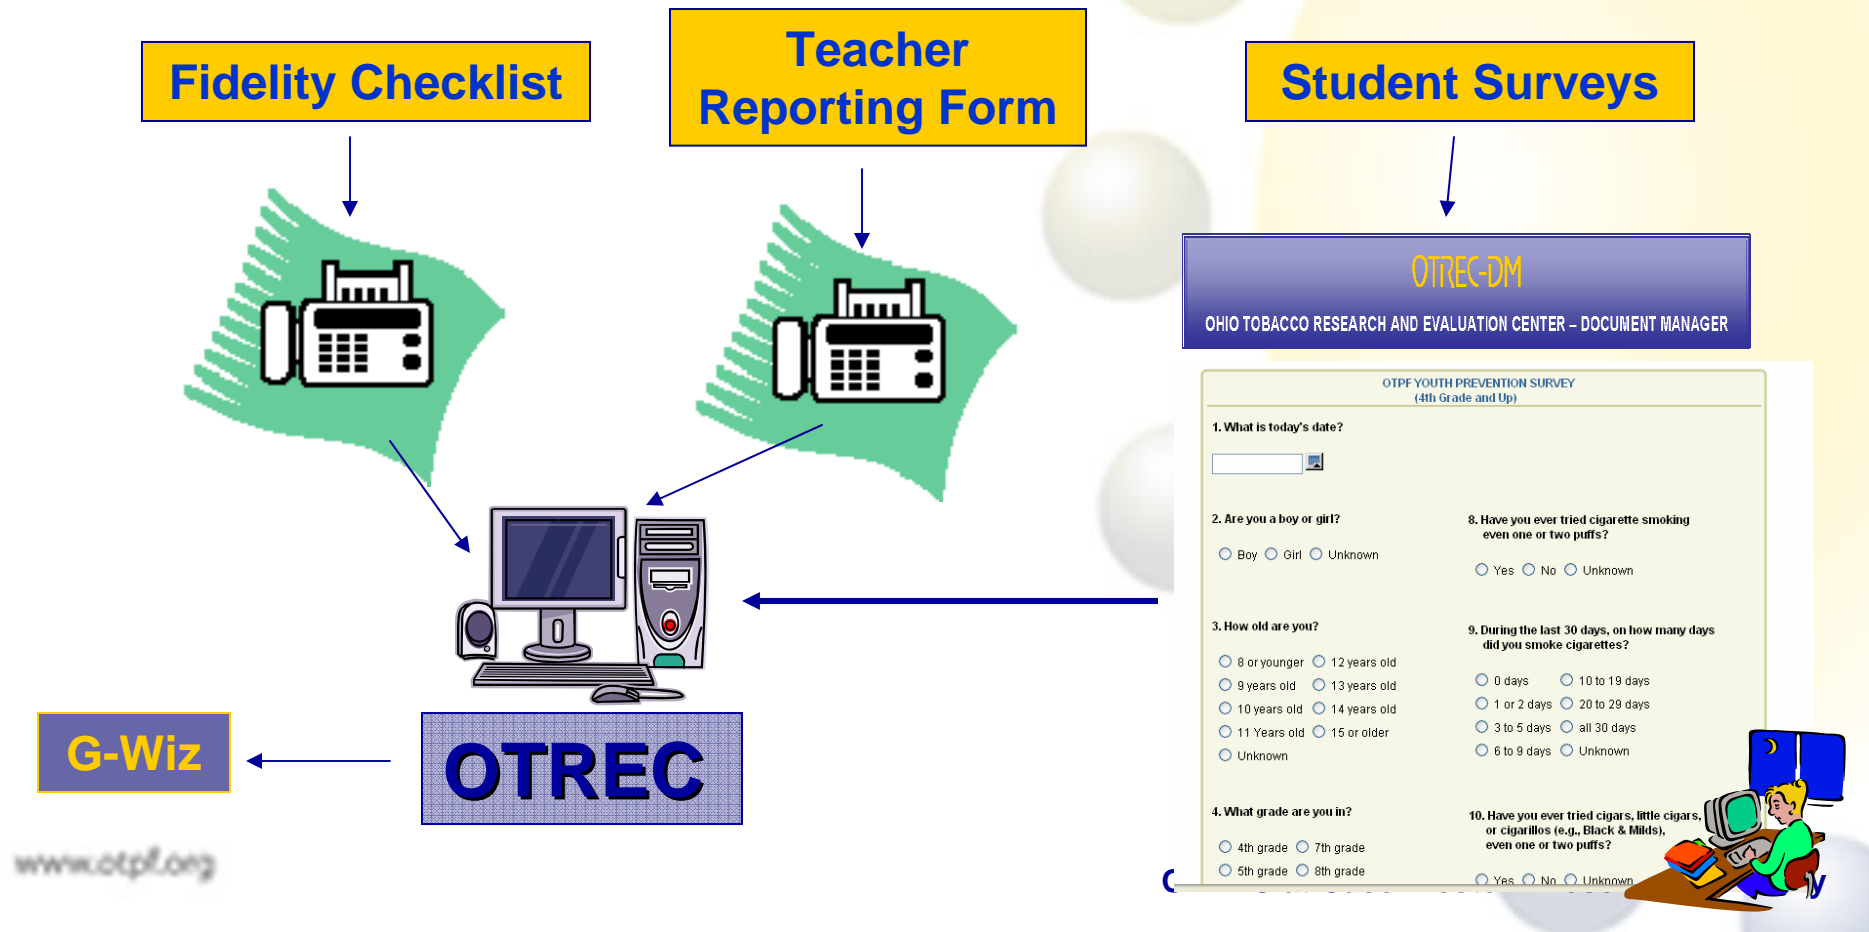 Fidelity Checklist
Teacher
Reporting Form
Student Surveys
OTREC-DM
OHIO TOBACCO RESEARCH AND EVALUATION CENTER – DOCUMENT MANAGER
OTPF YOUTH PREVENTION SURVEY
(4th Grade and Up)
1. What is today's date?
2. Are you a boy or girl?
Boy Girl Unknown
3. How old are you?
8 or younger 12 years old
9 years old 13 years old
10 years old 14 years old
11 Years old 15 or older
Unknown
4. What grade are you in?
4th grade 7th grade
5th grade 8th grade
8. Have you ever tried cigarette smoking
even one or two puffs?
Yes No Unknown
9. During the last 30 days, on how many days
did you smoke cigarettes?
0 days 10 to 19 days
1 or 2 days 20 to 29 days
3 to 5 days all 30 days
6 to 9 days Unknown
10. Have you ever tried cigars, little cigars,
or cigarillos (e.g., Black & Milds),
even one or two puffs?
Yes No Unknown
G-Wiz
OTREC
www.otpf.org